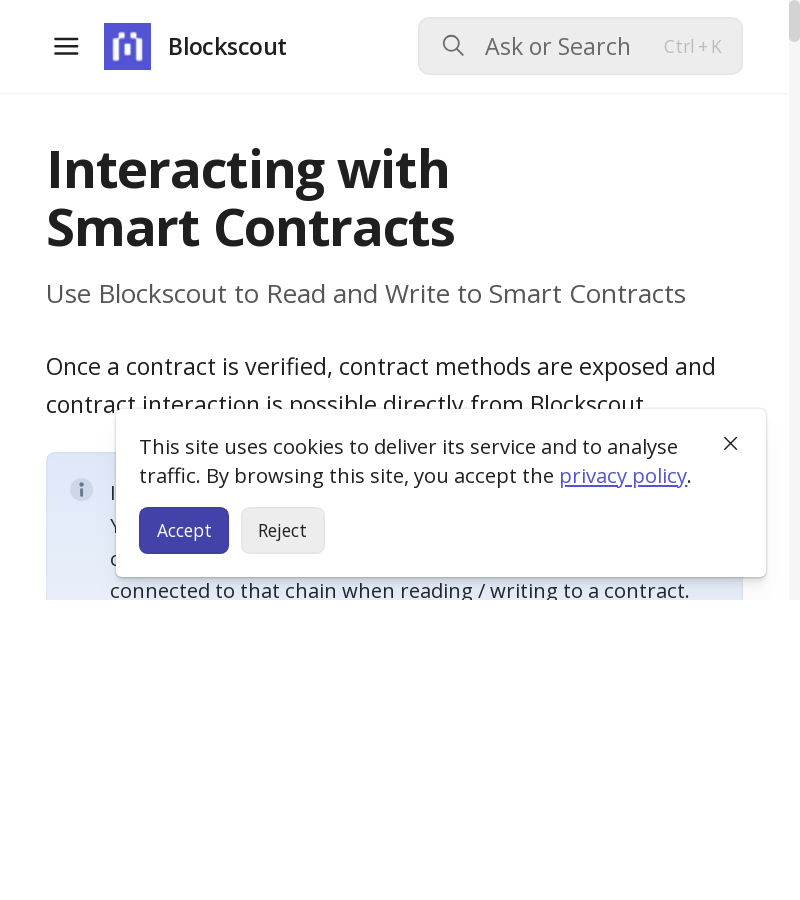 Blockscout
Ask or Search
Ctrl + K
Interacting with
Smart Contracts
Use Blockscout to Read and Write to Smart Contracts
Once a contract is verified, contract methods are exposed and
contract interaction is possible directly from Blockscout.
This site uses cookies to deliver its service and to analyse
traffic. By browsing this site, you accept the privacy policy.
Accept
Reject
connected to that chain when reading / writing to a contract.